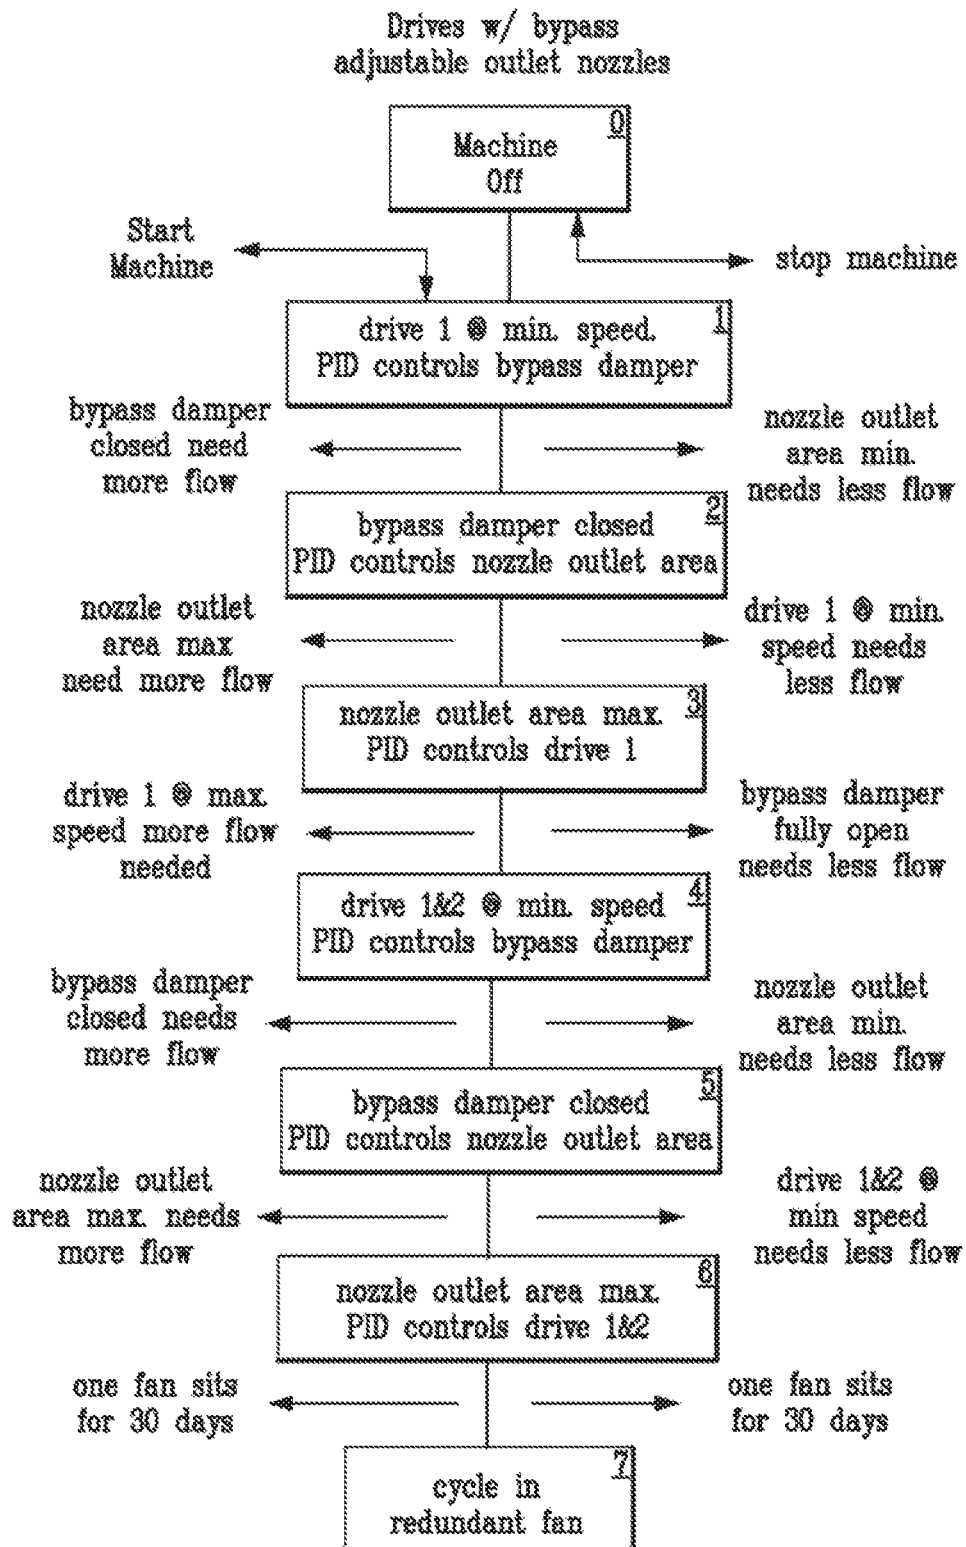 Drives w/ bypass
adjustable outlet nozzles
0
Machine
Off
Start
Machine
stop machine
1
drive 1 @ min. speed.
PID controls bypass damper
bypass damper
closed need
more flow
nozzle outlet
area min.
needs less flow
2
bypass damper closed
PID controls nozzle outlet area
nozzle outlet
area max
need more flow
drive 1 @ min.
speed needs
less flow
3
nozzle outlet area max.
PID controls drive 1
drive 1 @ max.
speed more flow
needed
bypass damper
fully open
needs less flow
4
drive 1&2 @ min. speed
PID controls bypass damper
bypass damper
closed needs
more flow
nozzle outlet
area min.
needs less flow
5
bypass damper closed
PID controls nozzle outlet area
nozzle outlet
area max. needs
more flow
drive 1&2 @
min speed
needs less flow
6
nozzle outlet area max.
PID controls drive 1&2
one fan sits
for 30 days
one fan sits
for 30 days
7
cycle in
redundant fan